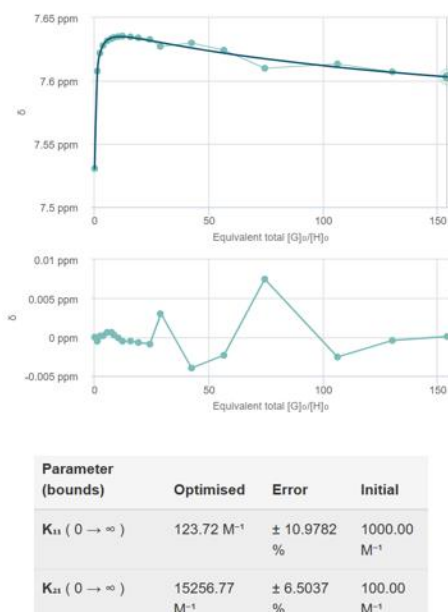 7.65 ppm
7.6 ppm
δ
7.55 ppm
7.5 ppm
0
50
100
150
Equivalent total [G]₀/[H]₀
0.01 ppm
0.005 ppm
δ
0 ppm
-0.005 ppm
0
50
100
150
Equivalent total [G]₀/[H]₀
Parameter
(bounds) Optimised Error Initial
K₁₁ ( 0 → ∞ ) 123.72 M⁻¹ ± 10.9782 1000.00
% M⁻¹
K₂₁ ( 0 → ∞ ) 15256.77 ± 6.5037 100.00
M⁻¹ % M⁻¹